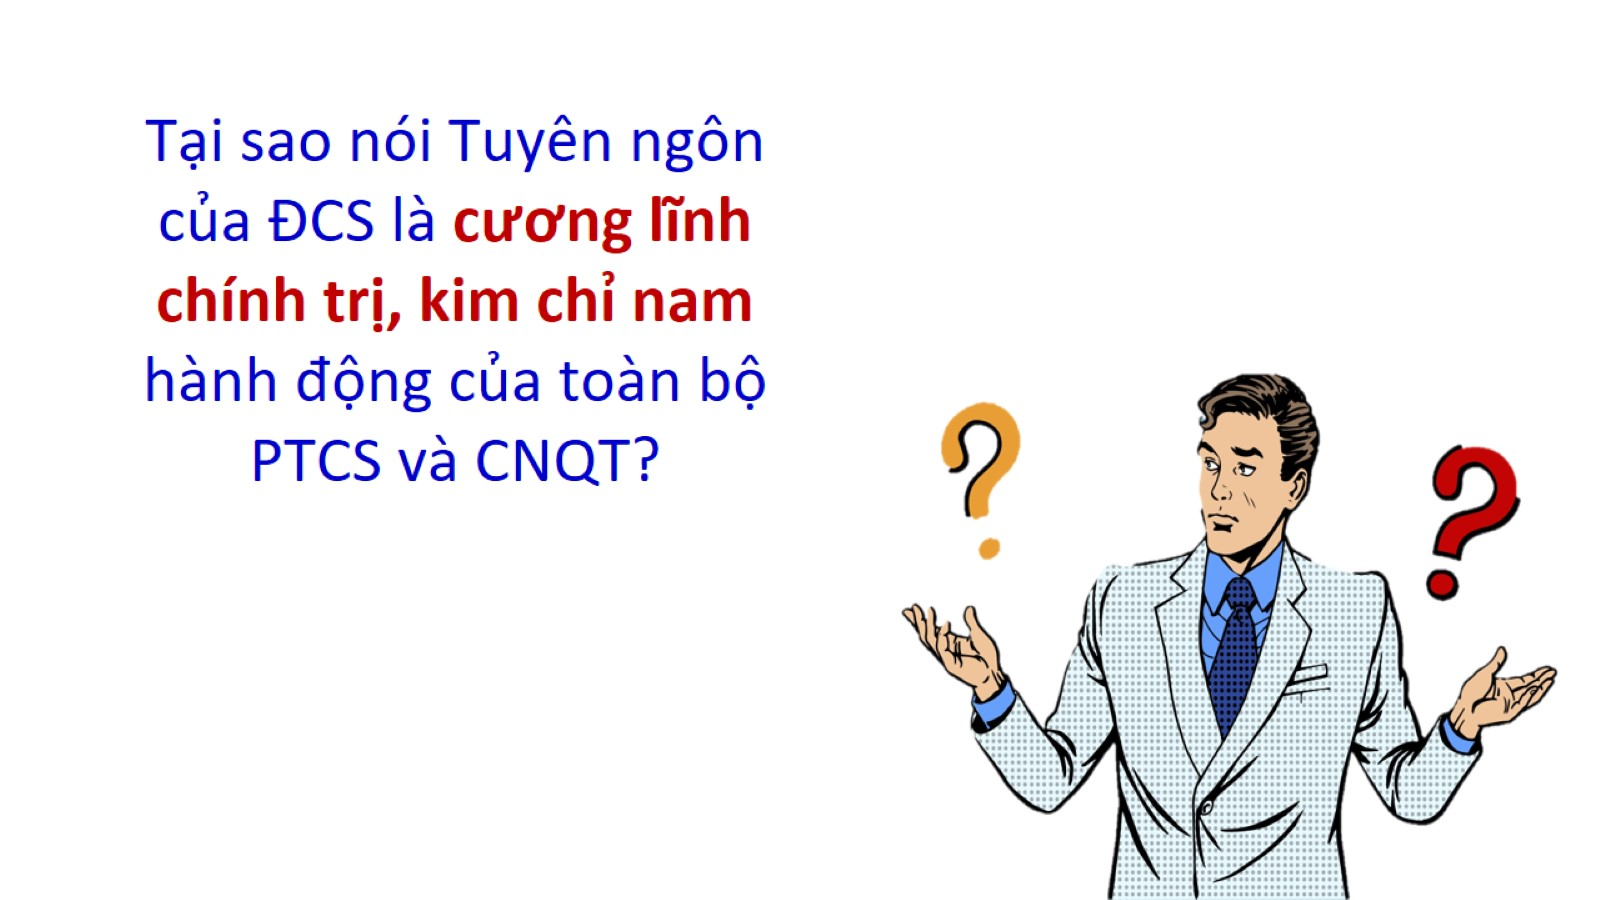 Tại sao nói Tuyên ngôn
của ĐCS là cương lĩnh
chính trị, kim chỉ nam
hành động của toàn bộ
PTCS và CNQT?